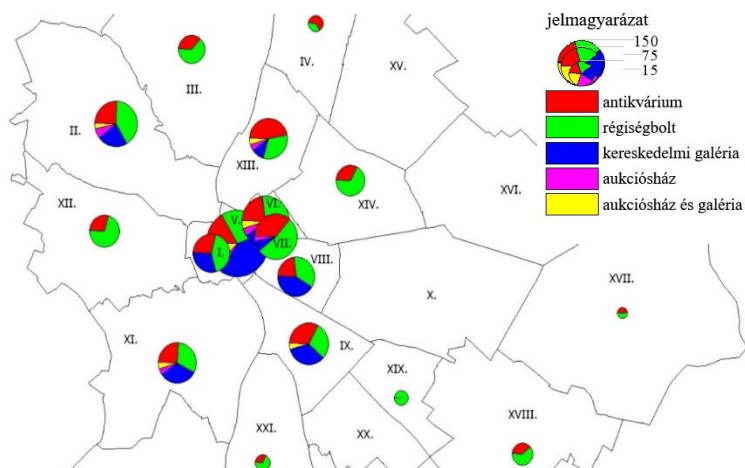 jelmagyarázat
150
75
15
antikvárium
régiségbolt
kereskedelmi galéria
aukciósház
aukciósház és galéria
III.
IV.
XV.
II.
XIII.
XIV.
XVI.
XII.
V.
VI.
I.
VII.
VIII.
X.
XVII.
XI.
IX.
XIX.
XXI.
XX.
XVIII.